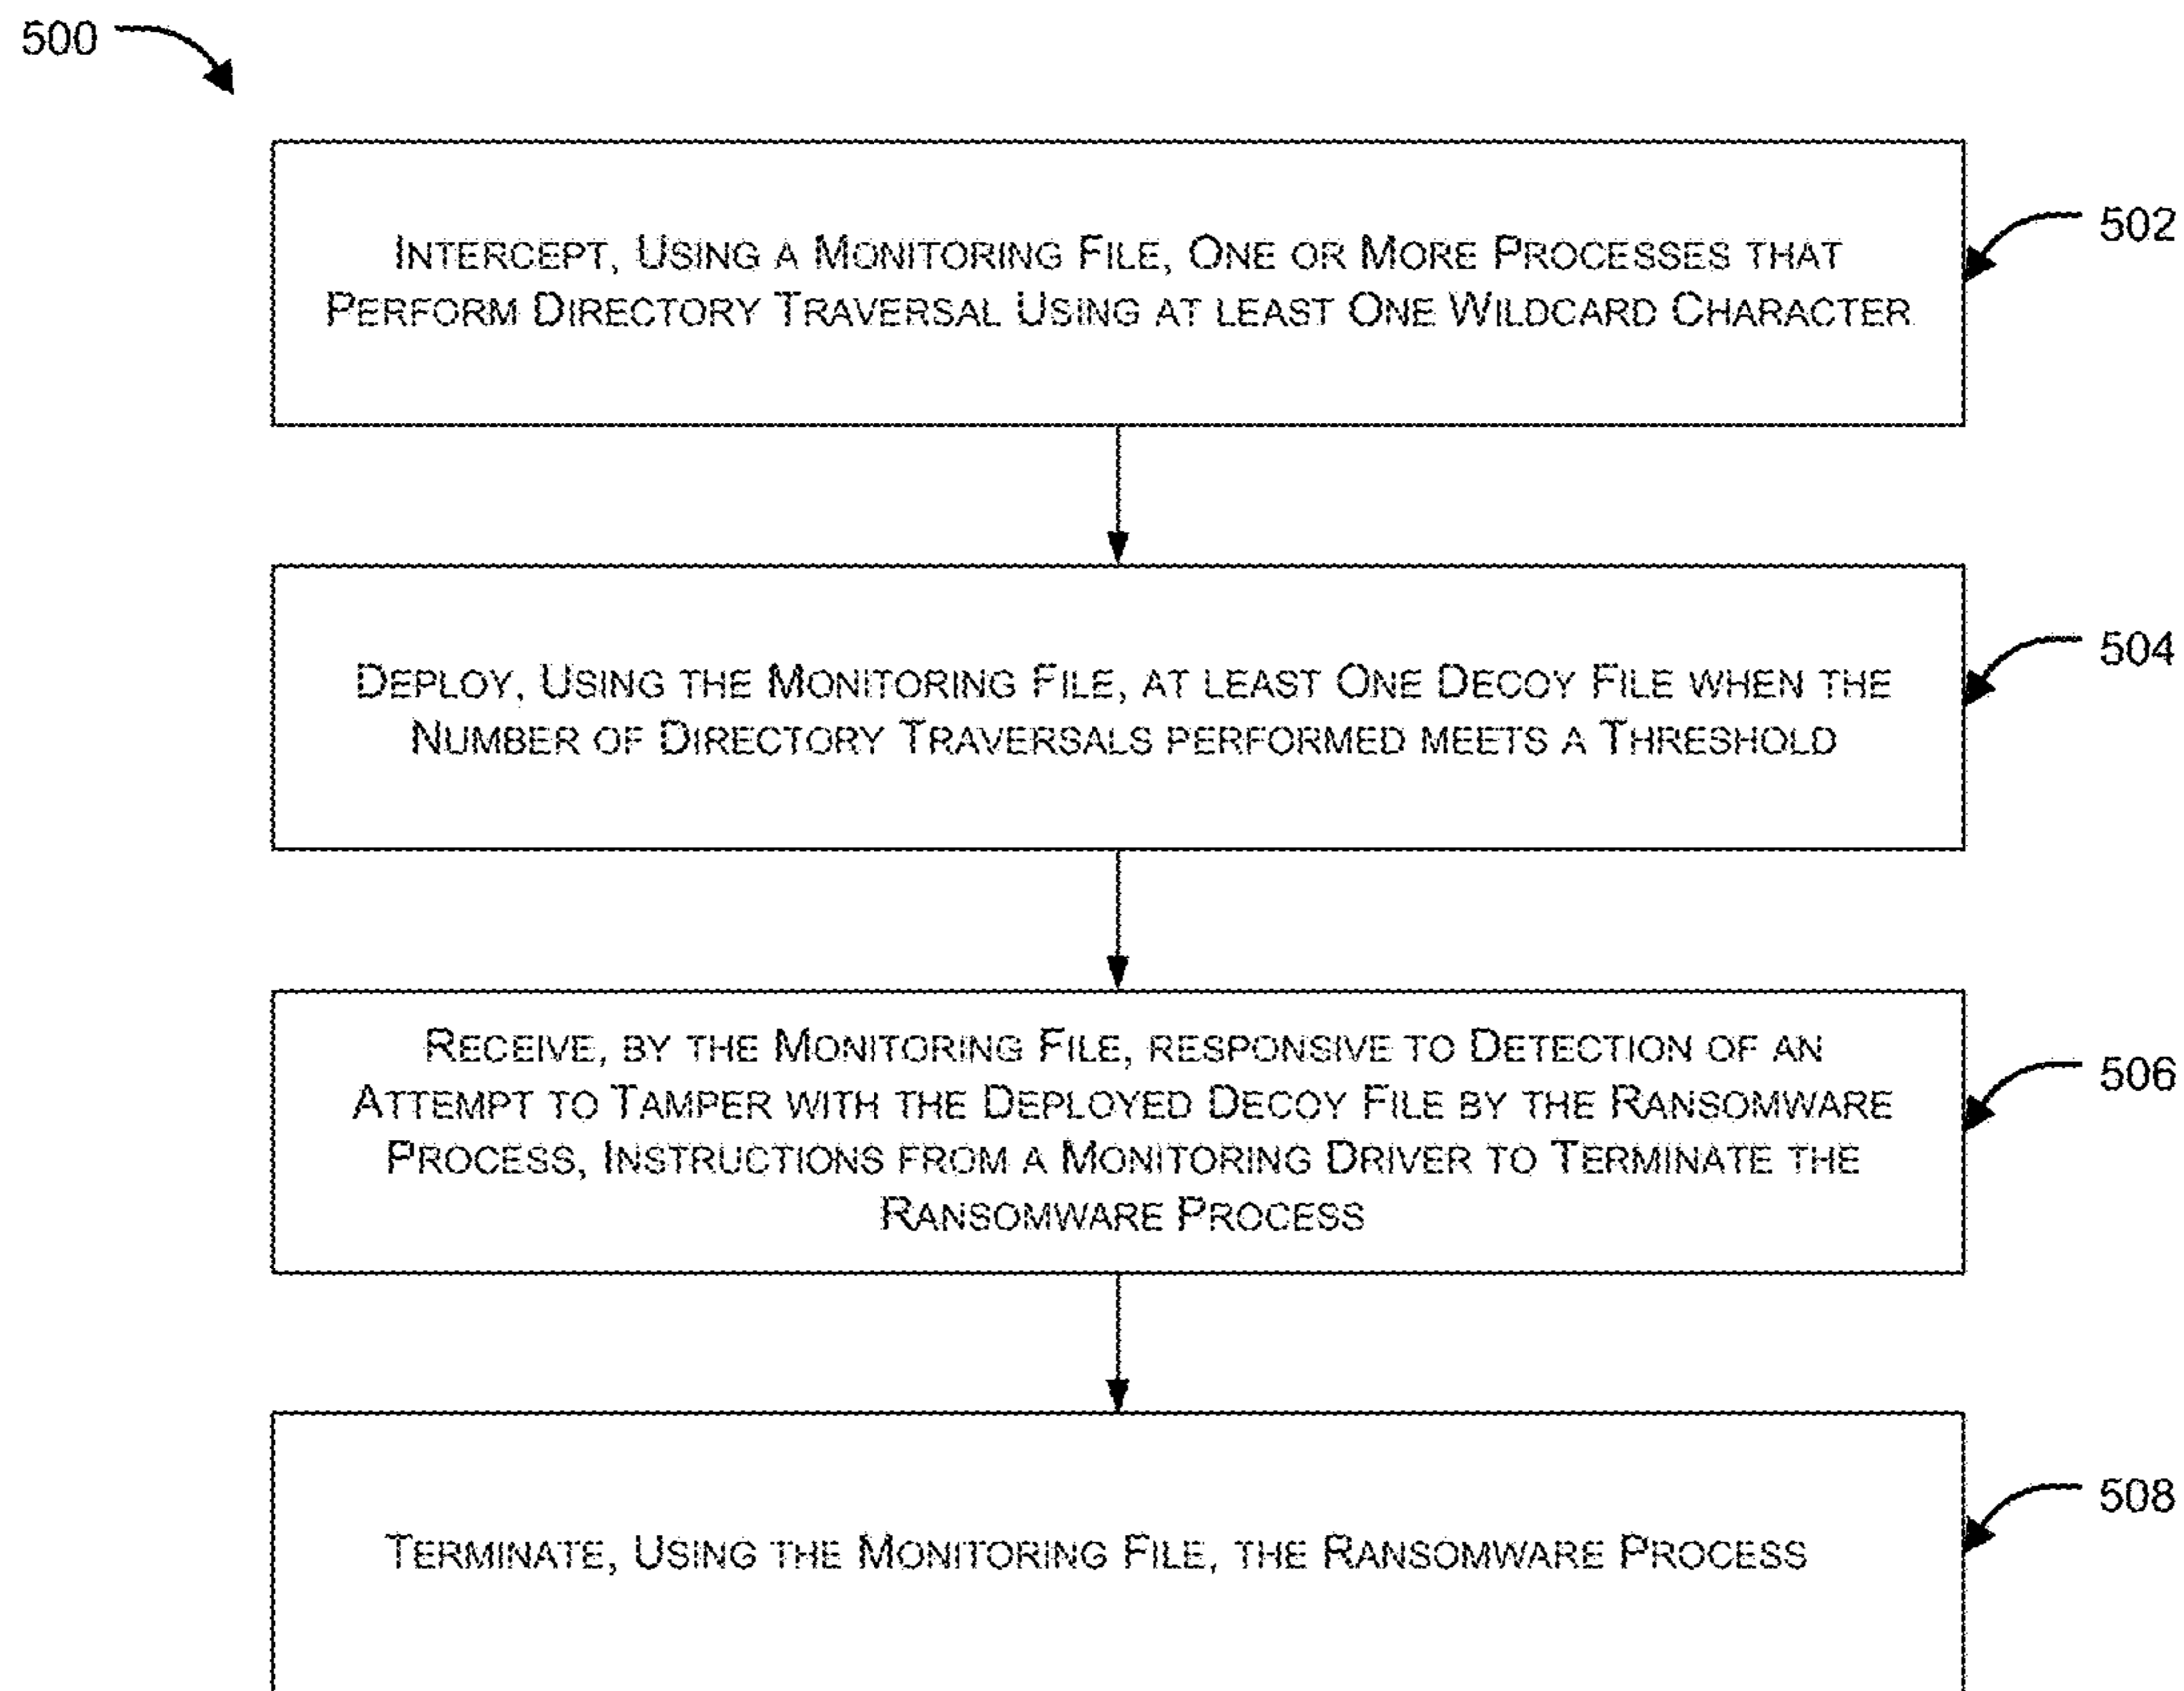 500
INTERCEPT, USING A MONITORING FILE, ONE OR MORE PROCESSES THAT
PERFORM DIRECTORY TRAVERSAL USING AT LEAST ONE WILDCARD CHARACTER
502
DEPLOY, USING THE MONITORING FILE, AT LEAST ONE DECOY FILE WHEN THE
NUMBER OF DIRECTORY TRAVERSALS PERFORMED MEETS A THRESHOLD
504
RECEIVE, BY THE MONITORING FILE, RESPONSIVE TO DETECTION OF AN
ATTEMPT TO TAMPER WITH THE DEPLOYED DECOY FILE BY THE RANSOMWARE
PROCESS, INSTRUCTIONS FROM A MONITORING DRIVER TO TERMINATE THE
RANSOMWARE PROCESS
506
TERMINATE, USING THE MONITORING FILE, THE RANSOMWARE PROCESS
508